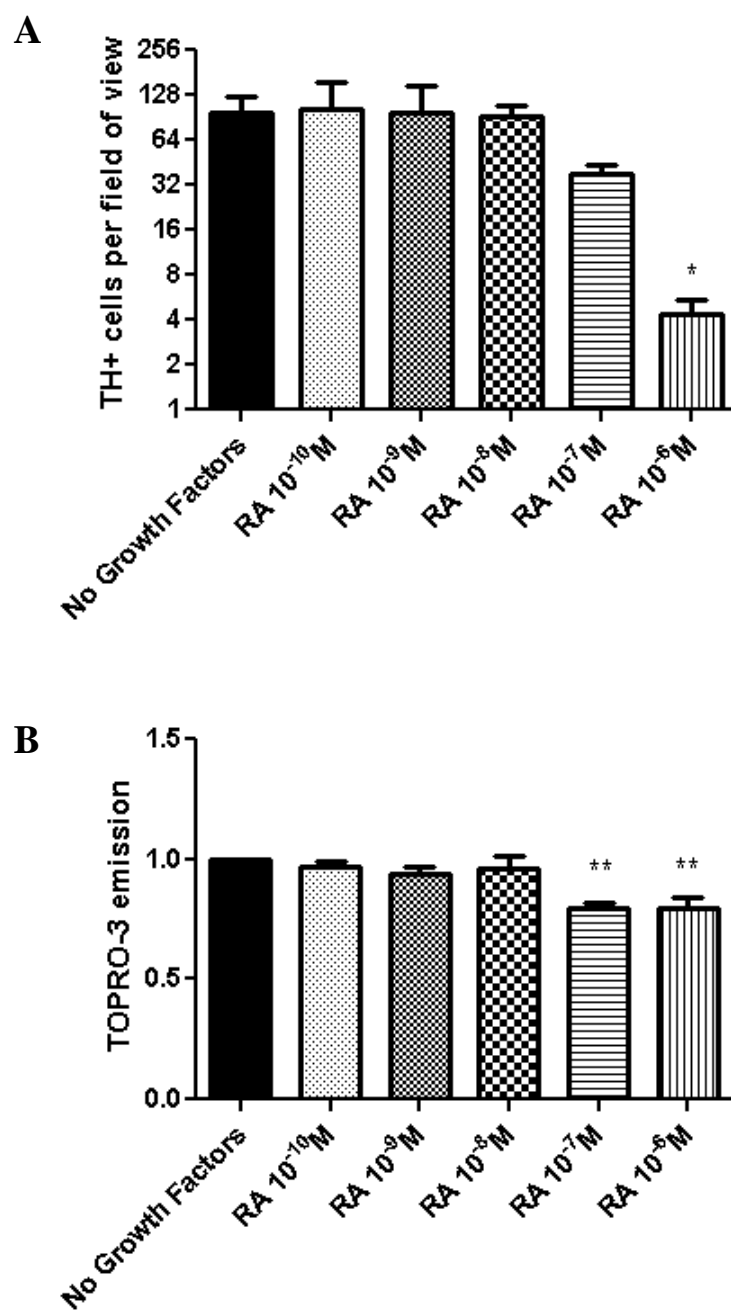 A
TH+ cells per field of view
256
128
64
32
16
8
4
2
1
*
No Growth Factors
RA 10⁻¹⁰M
RA 10⁻⁹M
RA 10⁻⁸M
RA 10⁻⁷M
RA 10⁻⁶M
B
TOPRO-3 emission
1.5
1.0
0.5
0.0
**
**
No Growth Factors
RA 10⁻¹⁰M
RA 10⁻⁹M
RA 10⁻⁸M
RA 10⁻⁷M
RA 10⁻⁶M